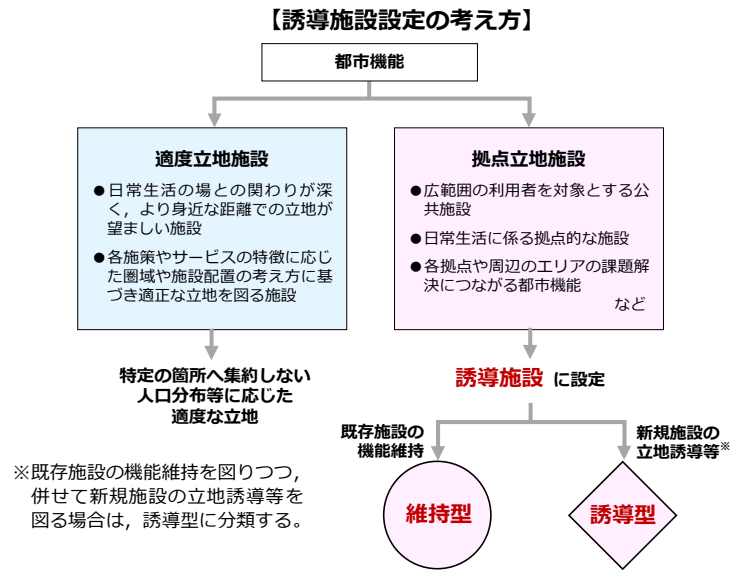 【誘導施設設定の考え方】
都市機能
適度立地施設
●日常生活の場との関わりが深
く，より身近な距離での立地が
望ましい施設
●各施策やサービスの特徴に応じ
た圏域や施設配置の考え方に基
づき適正な立地を図る施設
拠点立地施設
●広範囲の利用者を対象とする公
共施設
●日常生活に係る拠点的な施設
●各拠点や周辺のエリアの課題解
決につながる都市機能
など
特定の箇所へ集約しない
人口分布等に応じた
適度な立地
誘導施設 に設定
既存施設の
機能維持
新規施設の
立地誘導等※
維持型
誘導型
※既存施設の機能維持を図りつつ，
併せて新規施設の立地誘導等を
図る場合は，誘導型に分類する。